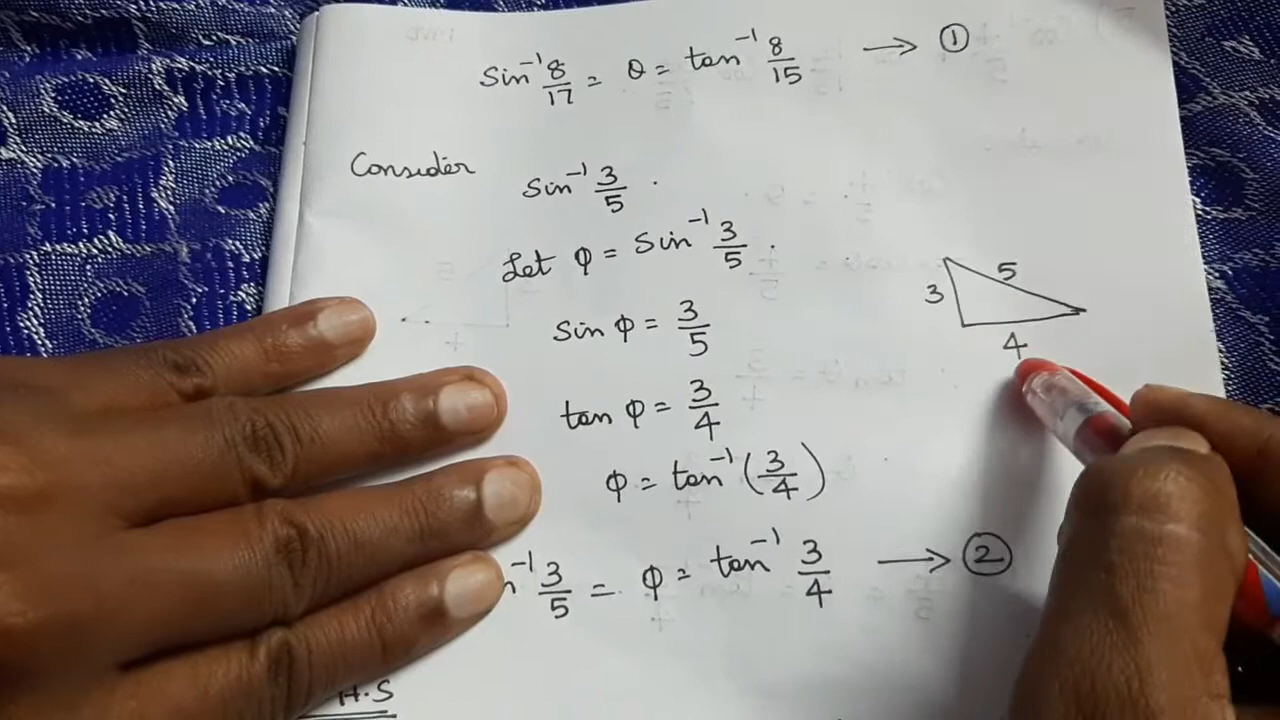 sin⁻¹ 8/17 = θ = tan⁻¹ 8/15 → ①
Consider sin⁻¹ 3/5 .
Let φ = sin⁻¹ 3/5 .
sin φ = 3/5
tan φ = 3/4
φ = tan⁻¹ (3/4)
n⁻¹ 3/5 = φ = tan⁻¹ 3/4 → ②
H.S
5
3
4